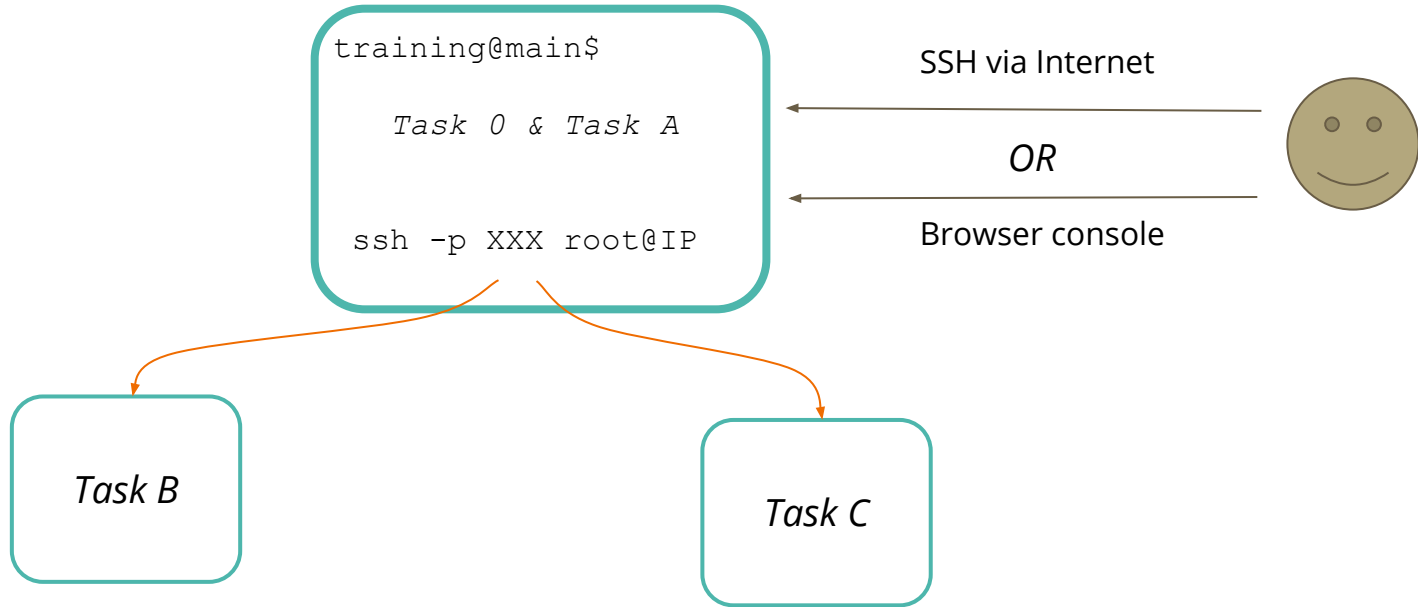 training@main$
Task 0 & Task A
ssh -p XXX root@IP
SSH via Internet
OR
Browser console
Task B
Task C